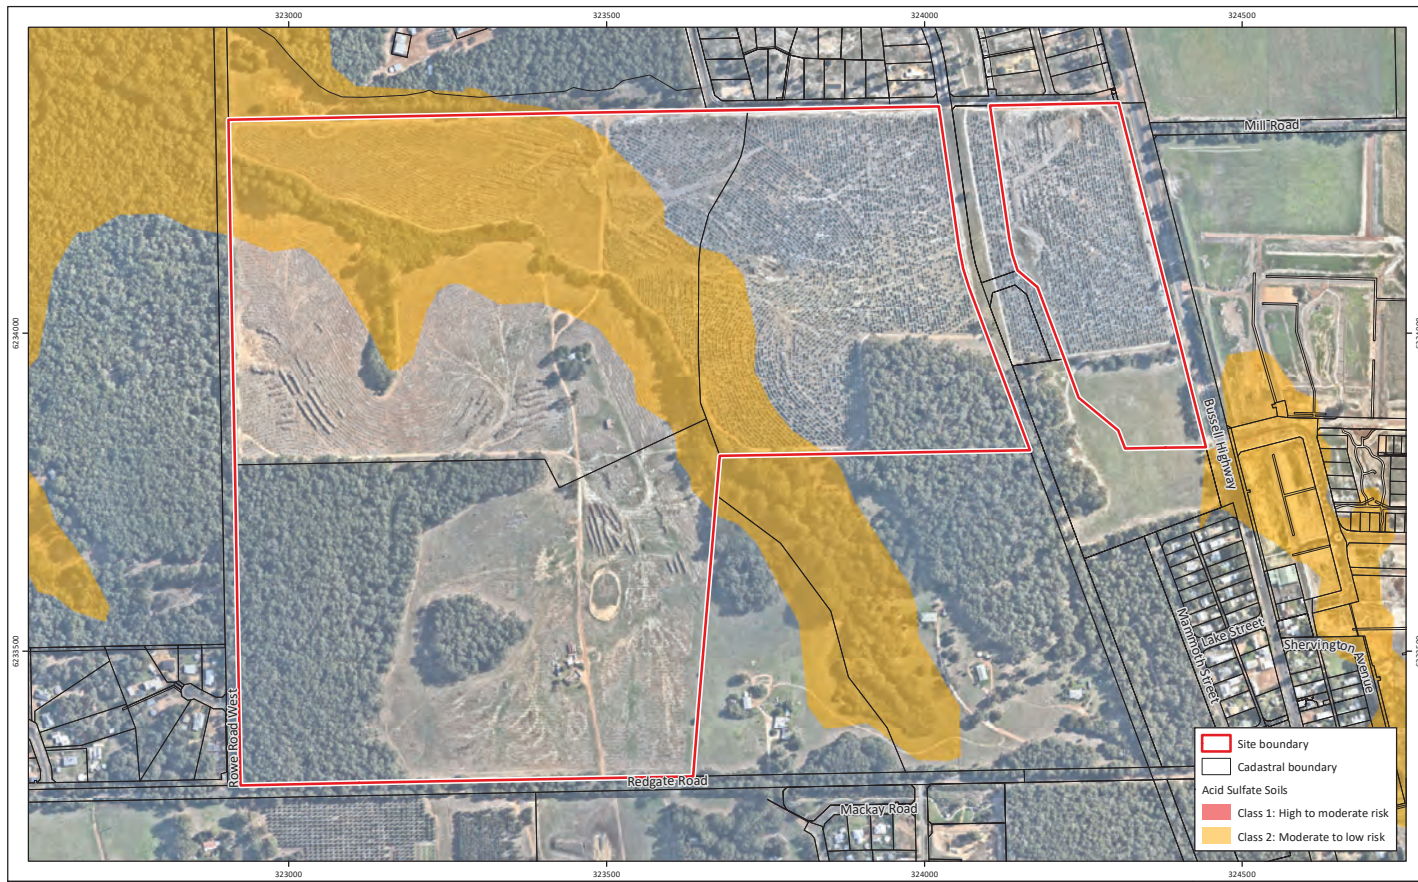 323000
323500
324000
324500
Mill Road
6234000
6234000
Bussell Highway
Mammoth Street
Lake Street
Shervington Avenue
6233500
6233500
Rowe Road West
Redgate Road
Mackay Road
Site boundary
Cadastral boundary
Acid Sulfate Soils
Class 1: High to moderate risk
Class 2: Moderate to low risk
323000
323500
324000
324500